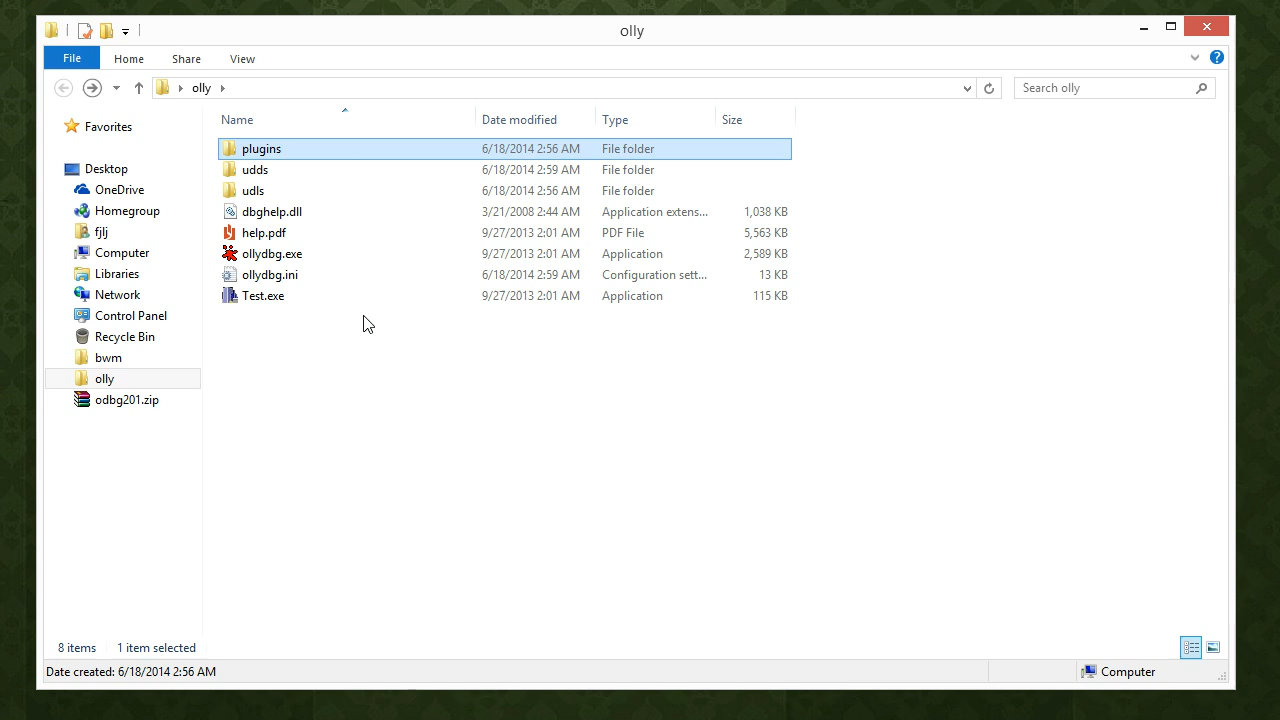 olly
File Home Share View
olly
Search olly
Name Date modified Type Size
Favorites
Desktop
OneDrive
Homegroup
fjlj
Computer
Libraries
Network
Control Panel
Recycle Bin
bwm
olly
odbg201.zip
plugins 6/18/2014 2:56 AM File folder
udds 6/18/2014 2:59 AM File folder
udls 6/18/2014 2:56 AM File folder
dbghelp.dll 3/21/2008 2:44 AM Application extens... 1,038 KB
help.pdf 9/27/2013 2:01 AM PDF File 5,563 KB
ollydbg.exe 9/27/2013 2:01 AM Application 2,589 KB
ollydbg.ini 6/18/2014 2:59 AM Configuration sett... 13 KB
Test.exe 9/27/2013 2:01 AM Application 115 KB
8 items 1 item selected
Date created: 6/18/2014 2:56 AM
Computer